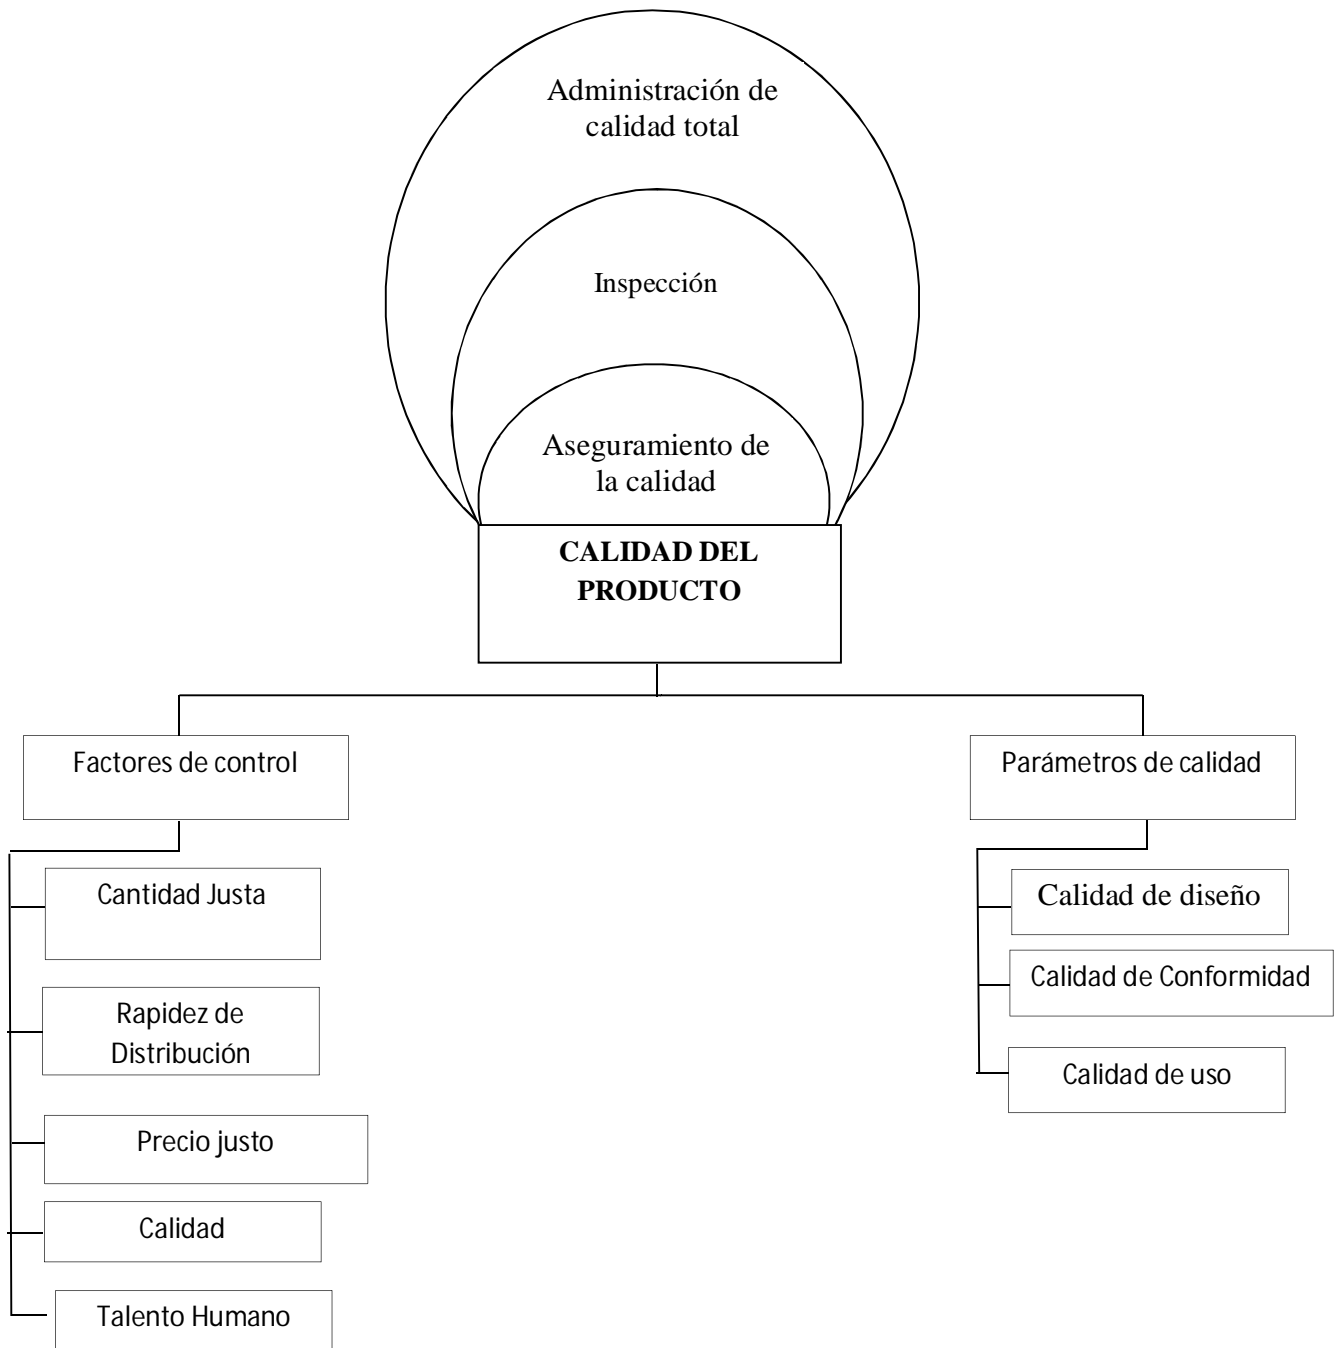 Administración de
calidad total
Inspección
Aseguramiento de
la calidad
CALIDAD DEL
PRODUCTO
Factores de control
Cantidad Justa
Rapidez de
Distribución
Precio justo
Calidad
Talento Humano
Parámetros de calidad
Calidad de diseño
Calidad de Conformidad
Calidad de uso